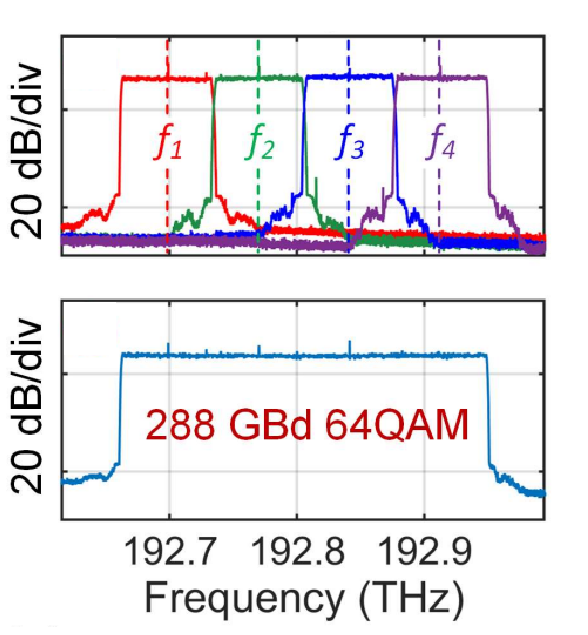 20 dB/div
f1 f2 f3 f4
20 dB/div
288 GBd 64QAM
192.7 192.8 192.9
Frequency (THz)